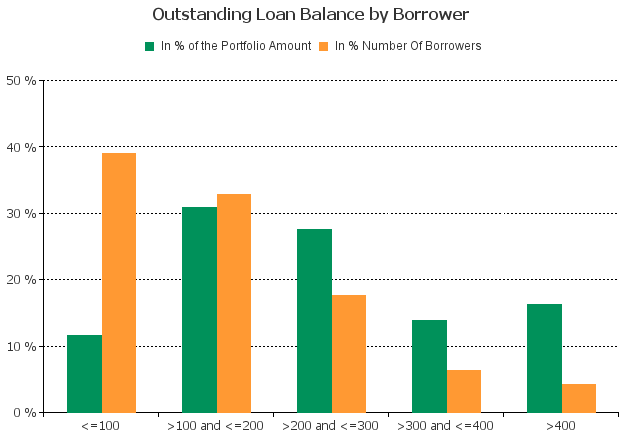 Outstanding Loan Balance by Borrower
In % of the Portfolio Amount In % Number Of Borrowers
50 %
40 %
30 %
20 %
10 %
0 %
<=100 >100 and <=200 >200 and <=300 >300 and <=400 >400